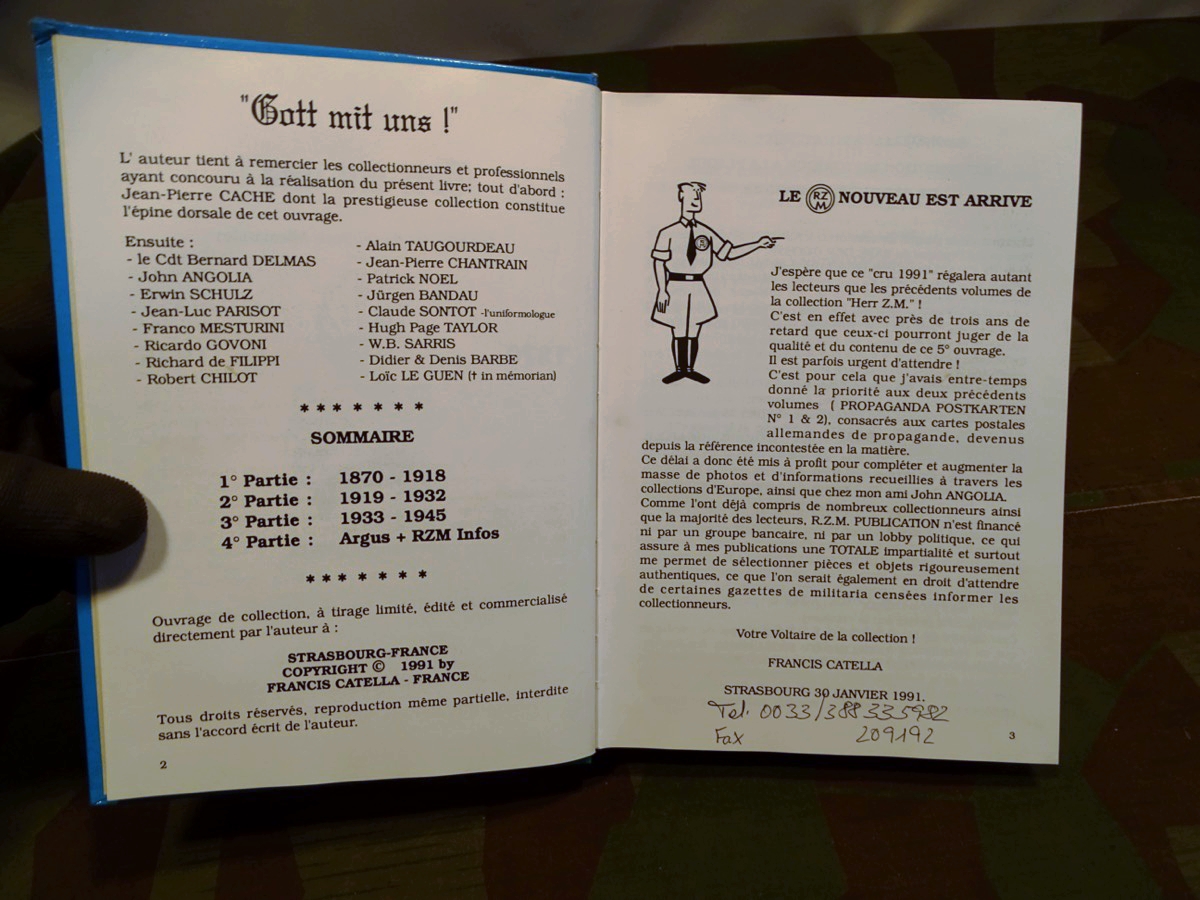 "Gott mit uns !"
L' auteur tient à remercier les collectionneurs et professionnels
ayant concouru à la réalisation du présent livre; tout d'abord :
Jean-Pierre CACHE dont la prestigieuse collection constitue
l'épine dorsale de cet ouvrage.
Ensuite :
- le Cdt Bernard DELMAS
- John ANGOLIA
- Erwin SCHULZ
- Jean-Luc PARISOT
- Franco MESTURINI
- Ricardo GOVONI
- Richard de FILIPPI
- Robert CHILOT
- Alain TAUGOURDEAU
- Jean-Pierre CHANTRAIN
- Patrick NOEL
- Jürgen BANDAU
- Claude SONTOT -l'uniformologue
- Hugh Page TAYLOR
- W.B. SARRIS
- Didier & Denis BARBE
- Loïc LE GUEN († in mémorian)
* * * * * * *
SOMMAIRE
1° Partie : 1870 - 1918
2° Partie : 1919 - 1932
3° Partie : 1933 - 1945
4° Partie : Argus + RZM Infos
* * * * * * *
Ouvrage de collection, à tirage limité, édité et commercialisé
directement par l'auteur à :
STRASBOURG-FRANCE
COPYRIGHT © 1991 by
FRANCIS CATELLA - FRANCE
Tous droits réservés, reproduction même partielle, interdite
sans l'accord écrit de l'auteur.
2
LE RZM NOUVEAU EST ARRIVE
J'espère que ce "cru 1991" régalera autant
les lecteurs que les précédents volumes de
la collection "Herr Z.M." !
C'est en effet avec près de trois ans de
retard que ceux-ci pourront juger de la
qualité et du contenu de ce 5° ouvrage.
Il est parfois urgent d'attendre !
C'est pour cela que j'avais entre-temps
donné la priorité aux deux précédents
volumes ( PROPAGANDA POSTKARTEN
N° 1 & 2), consacrés aux cartes postales
allemandes de propagande, devenus
depuis la référence incontestée en la matière.
Ce délai a donc été mis à profit pour compléter et augmenter la
masse de photos et d'informations recueillies à travers les
collections d'Europe, ainsi que chez mon ami John ANGOLIA.
Comme l'ont déjà compris de nombreux collectionneurs ainsi
que la majorité des lecteurs, R.Z.M. PUBLICATION n'est financé
ni par un groupe bancaire, ni par un lobby politique, ce qui
assure à mes publications une TOTALE impartialité et surtout
me permet de sélectionner pièces et objets rigoureusement
authentiques, ce que l'on serait également en droit d'attendre
de certaines gazettes de militaria censées informer les
collectionneurs.
Votre Voltaire de la collection !
FRANCIS CATELLA
STRASBOURG 30 JANVIER 1991.
Tel. 0033/388 335982
Fax 209192
3